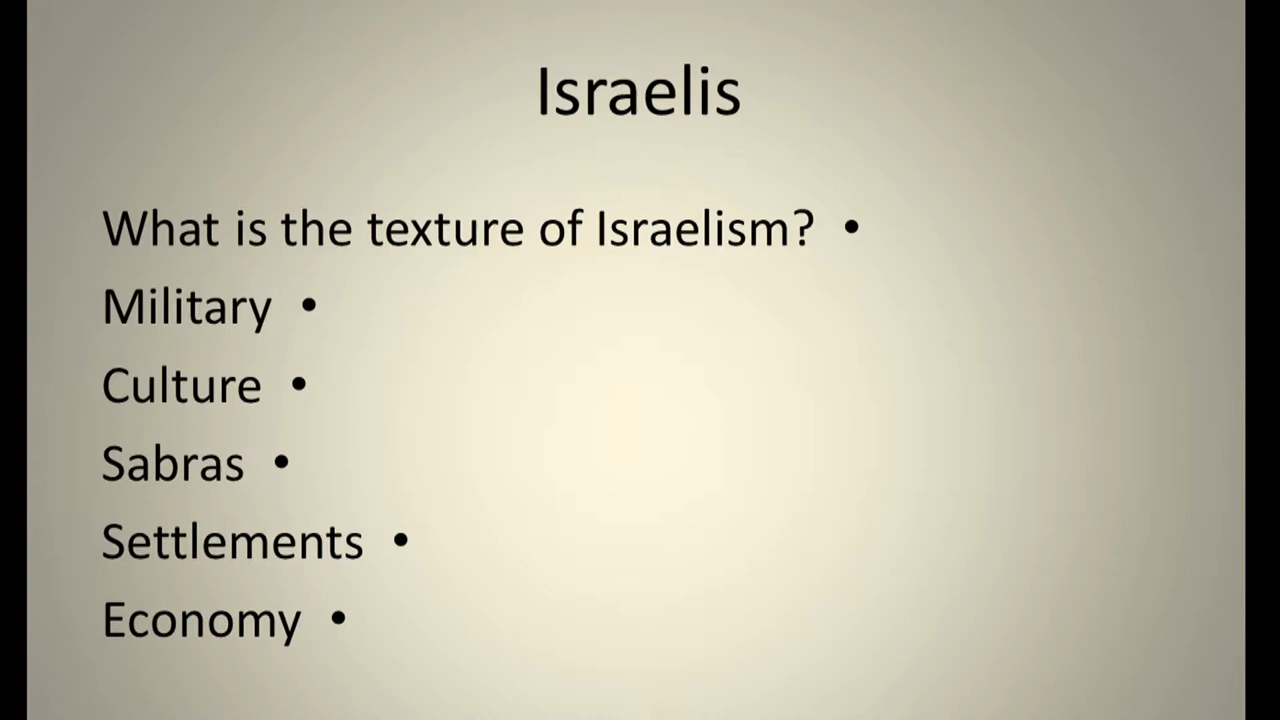 Israelis
What is the texture of Israelism? •
Military •
Culture •
Sabras •
Settlements •
Economy •